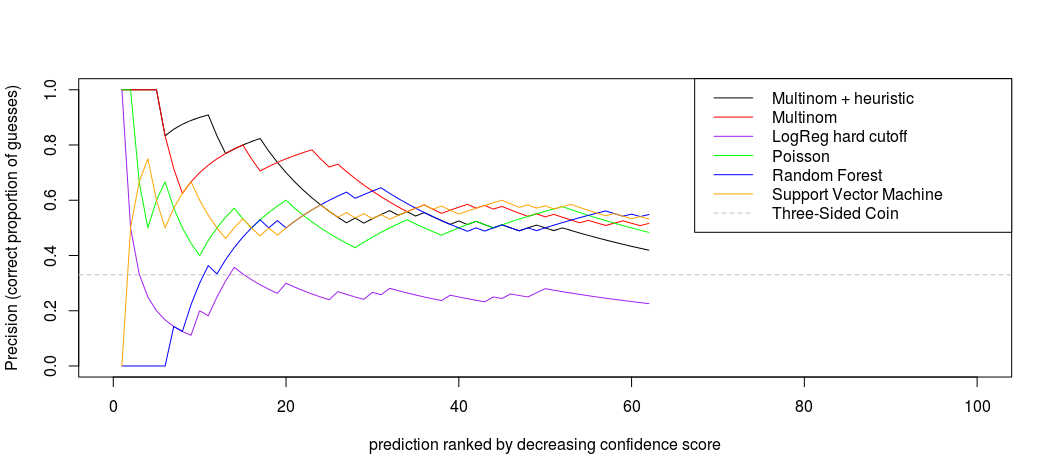 Precision (correct proportion of guesses)
1.0
0.8
0.6
0.4
0.2
0.0
Multinom + heuristic
Multinom
LogReg hard cutoff
Poisson
Random Forest
Support Vector Machine
Three-Sided Coin
0 20 40 60 80 100
prediction ranked by decreasing confidence score